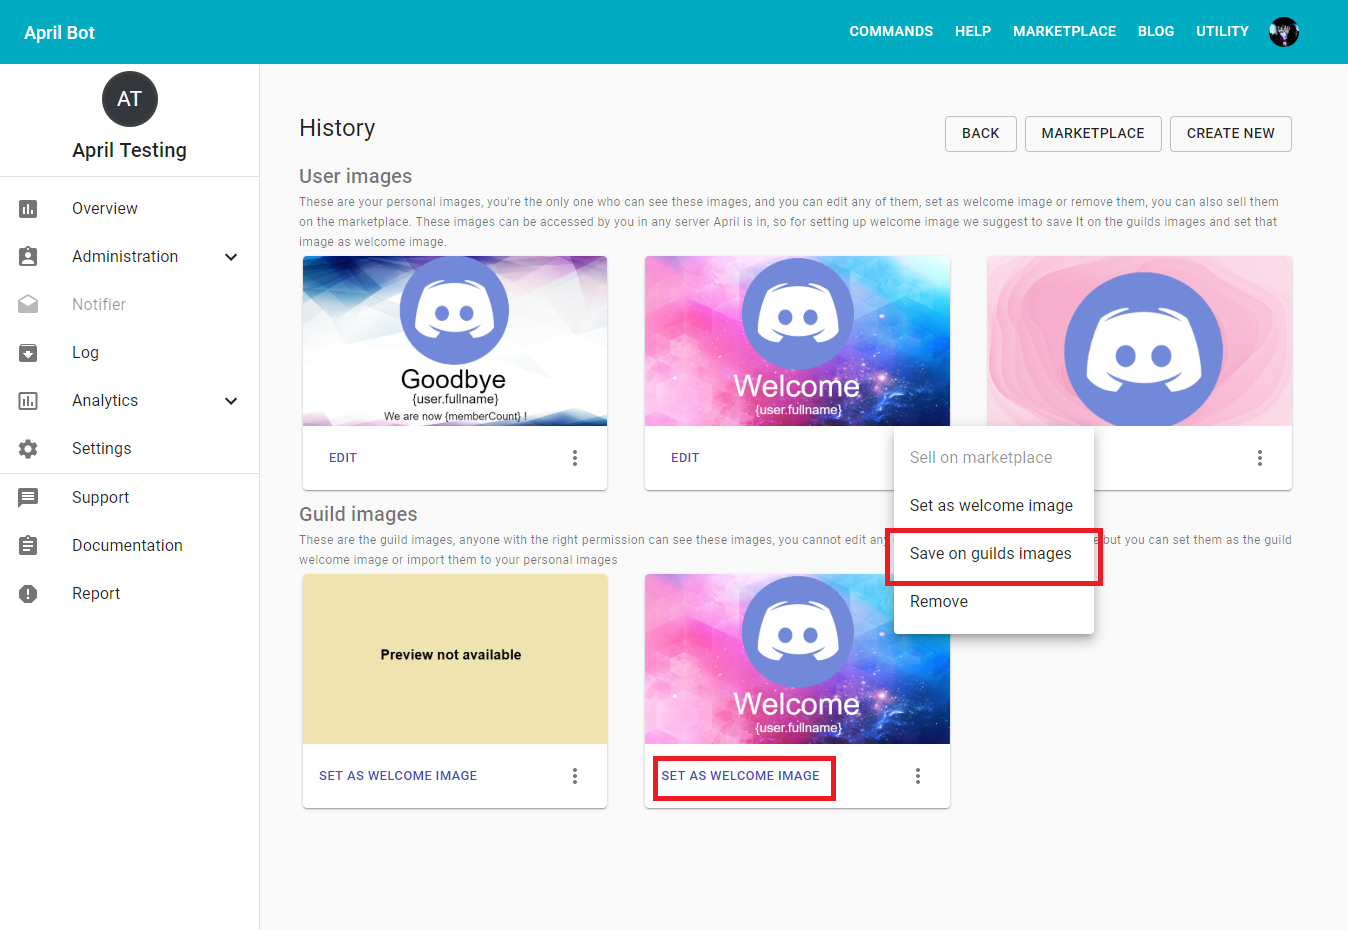 April Bot
COMMANDS HELP MARKETPLACE BLOG UTILITY
AT
April Testing
Overview
Administration
Notifier
Log
Analytics
Settings
Support
Documentation
Report
History
BACK MARKETPLACE CREATE NEW
User images
These are your personal images, you're the only one who can see these images, and you can edit any of them, set as welcome image or remove them, you can also sell them
on the marketplace. These images can be accessed by you in any server April is in, so for setting up welcome image we suggest to save It on the guilds images and set that
image as welcome image.
Goodbye
{user.fullname}
We are now {memberCount} !
Welcome
{user.fullname}
EDIT
EDIT
Sell on marketplace
Set as welcome image
Save on guilds images
Remove
Guild images
These are the guild images, anyone with the right permission can see these images, you cannot edit any but you can set them as the guild
welcome image or import them to your personal images
Preview not available
Welcome
{user.fullname}
SET AS WELCOME IMAGE
SET AS WELCOME IMAGE